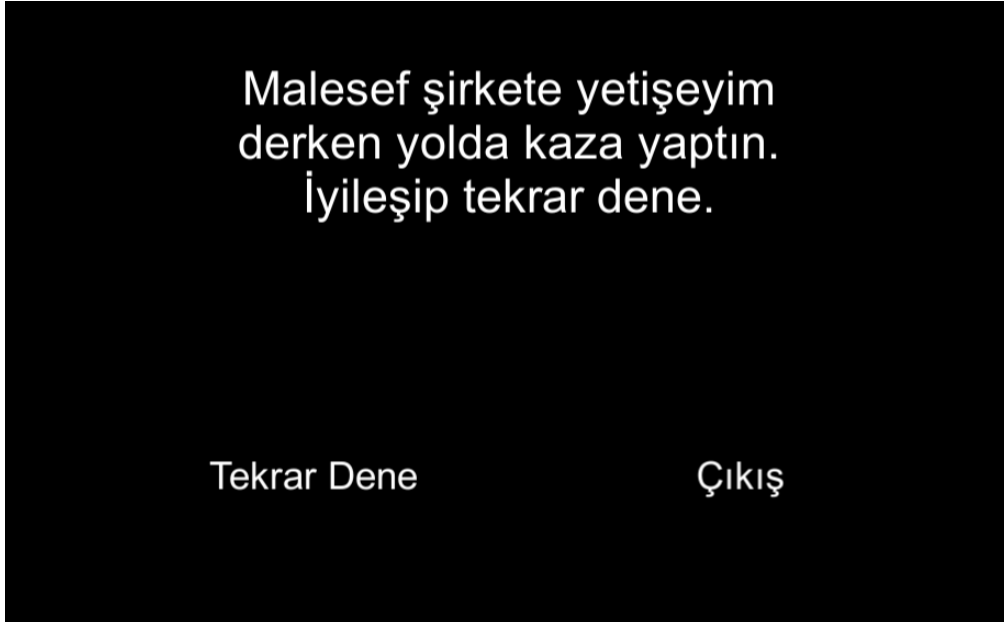 Malesef şirkete yetişeyim
derken yolda kaza yaptın.
İyileşip tekrar dene.
Tekrar Dene
Çıkış